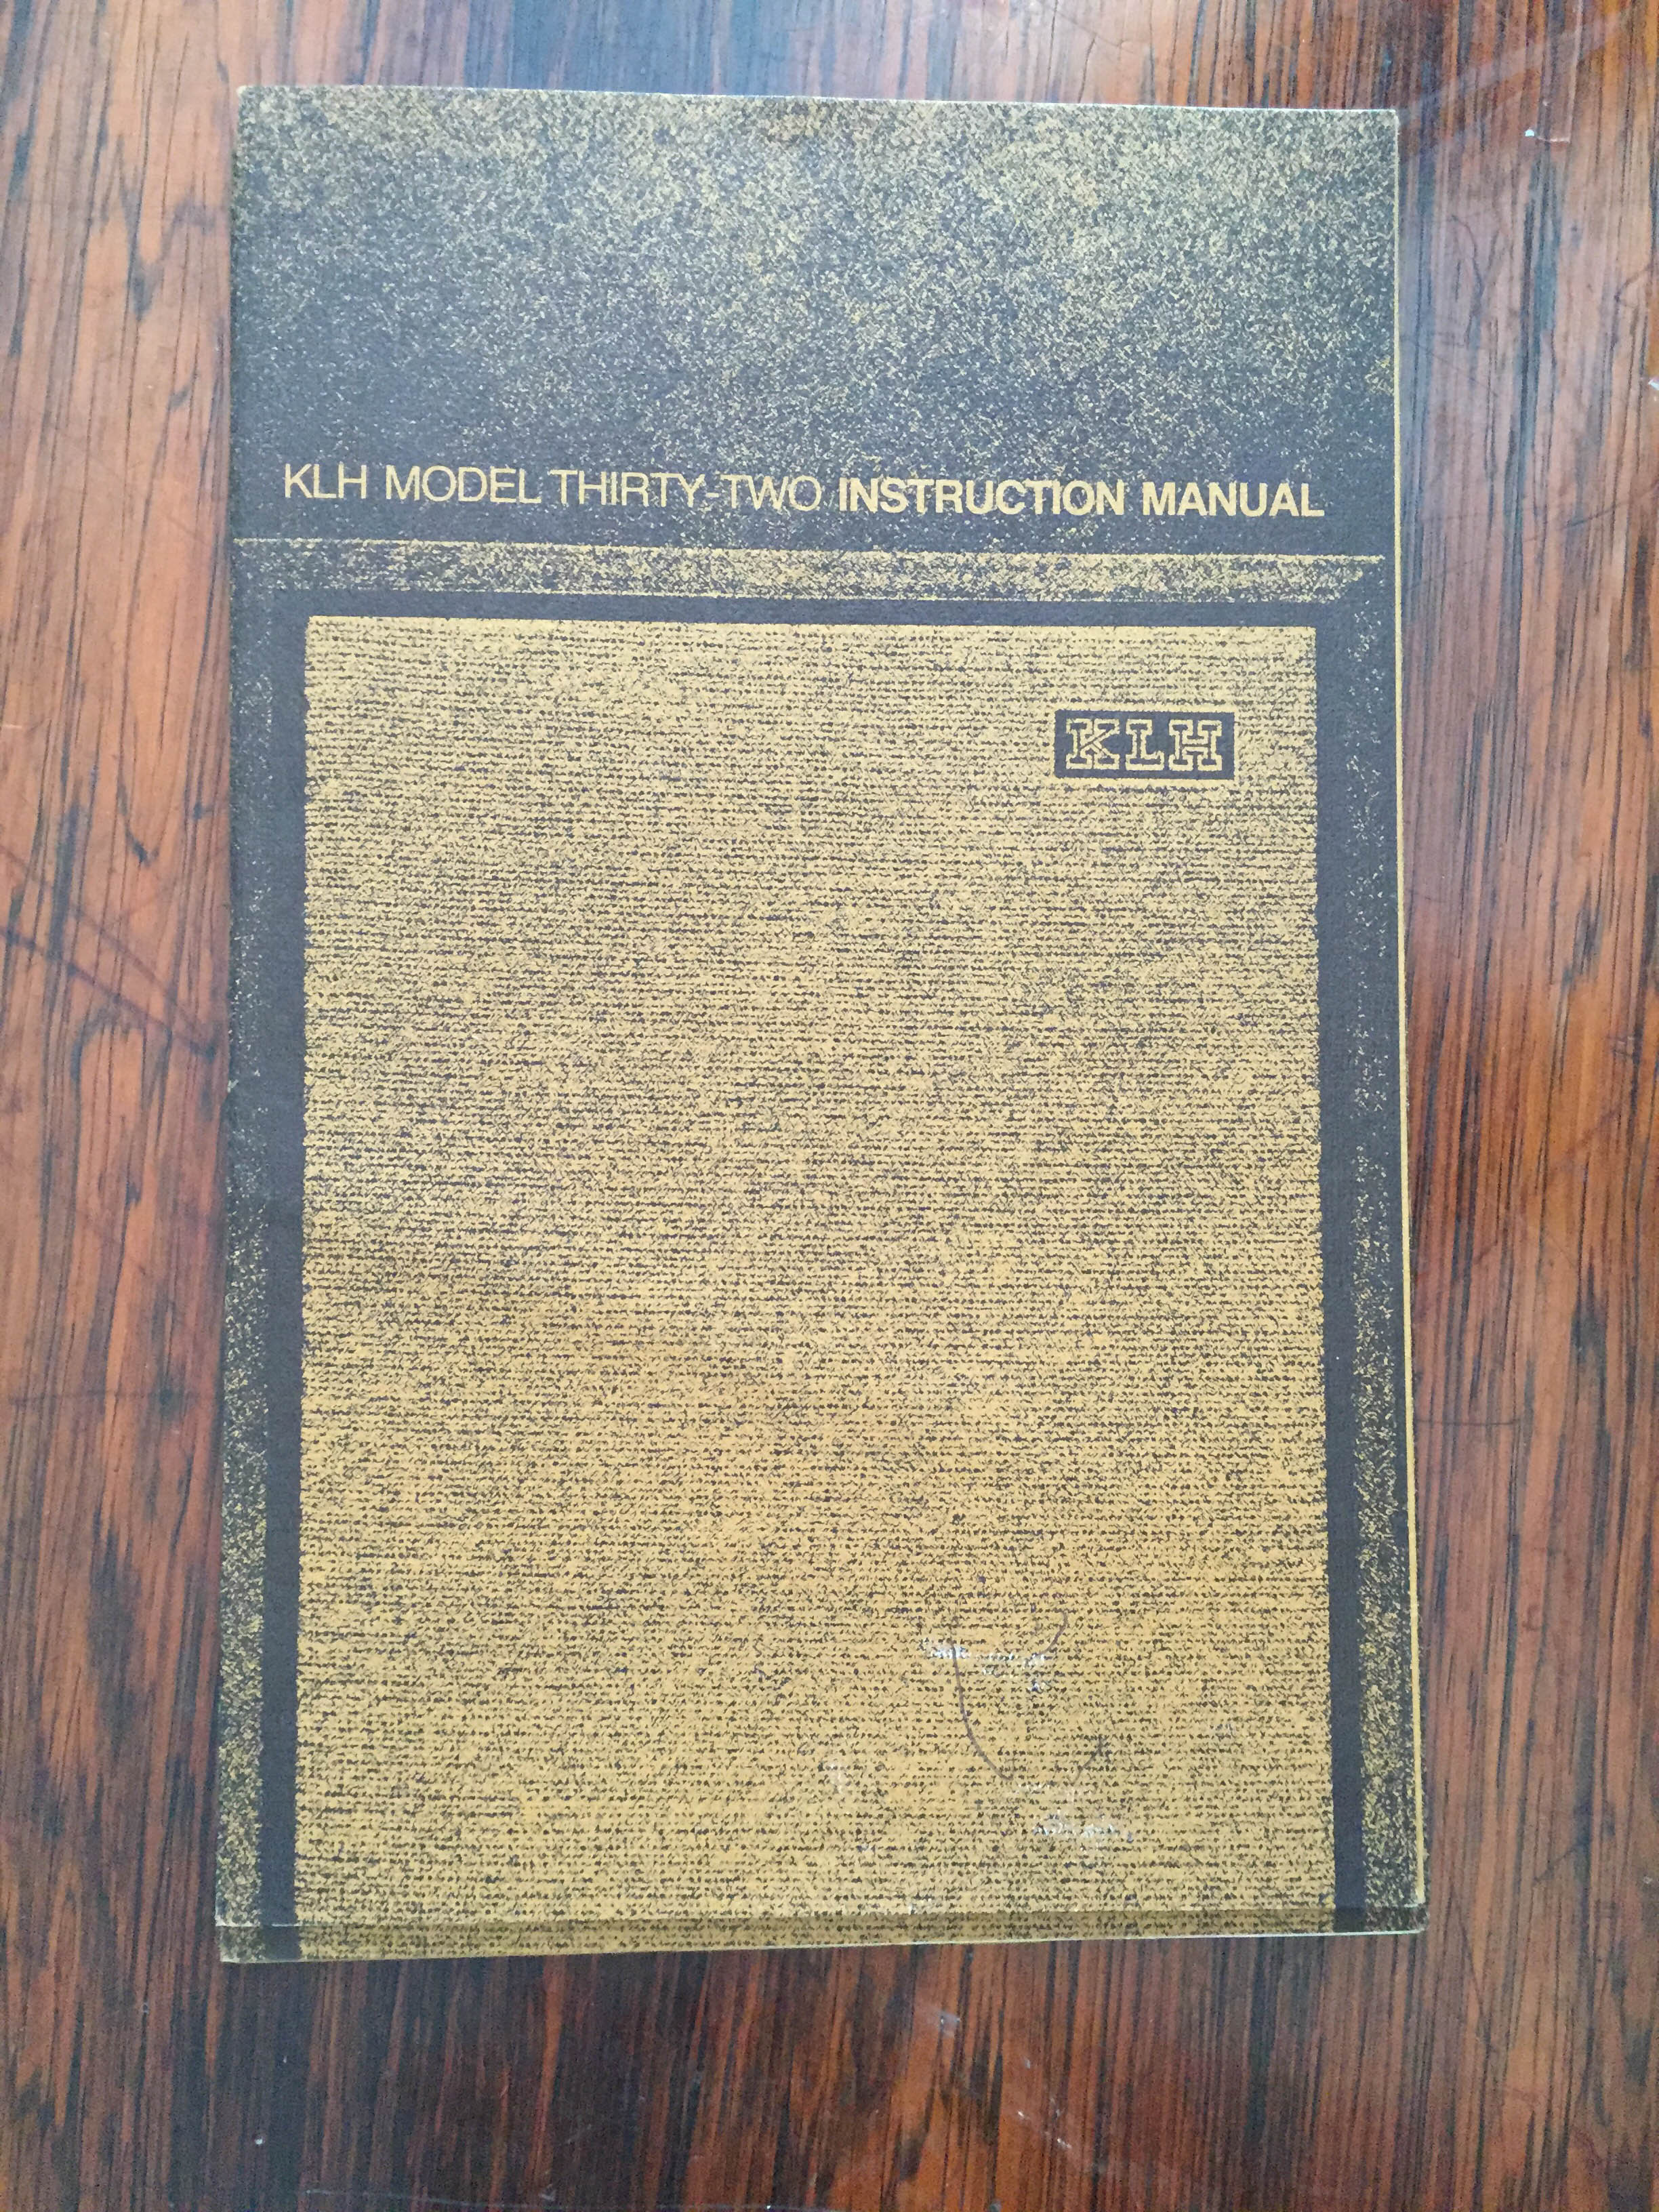 KLH MODEL THIRTY-TWO INSTRUCTION MANUAL
KLH